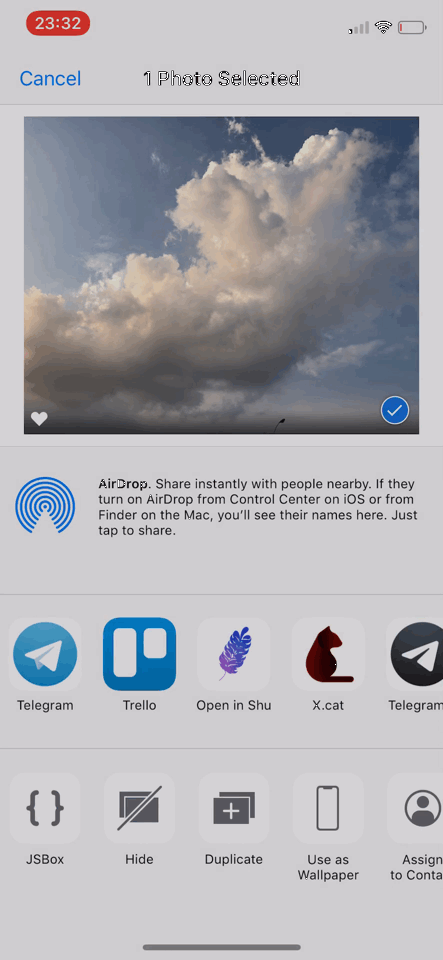 23:32
Cancel
1 Photo Selected
AirDrop. Share instantly with people nearby. If they
turn on AirDrop from Control Center on iOS or from
Finder on the Mac, you’ll see their names here. Just
tap to share.
Telegram
Trello
Open in Shu
X.cat
Telegram
JSBox
Hide
Duplicate
Use as
Wallpaper
Assign
to Conta